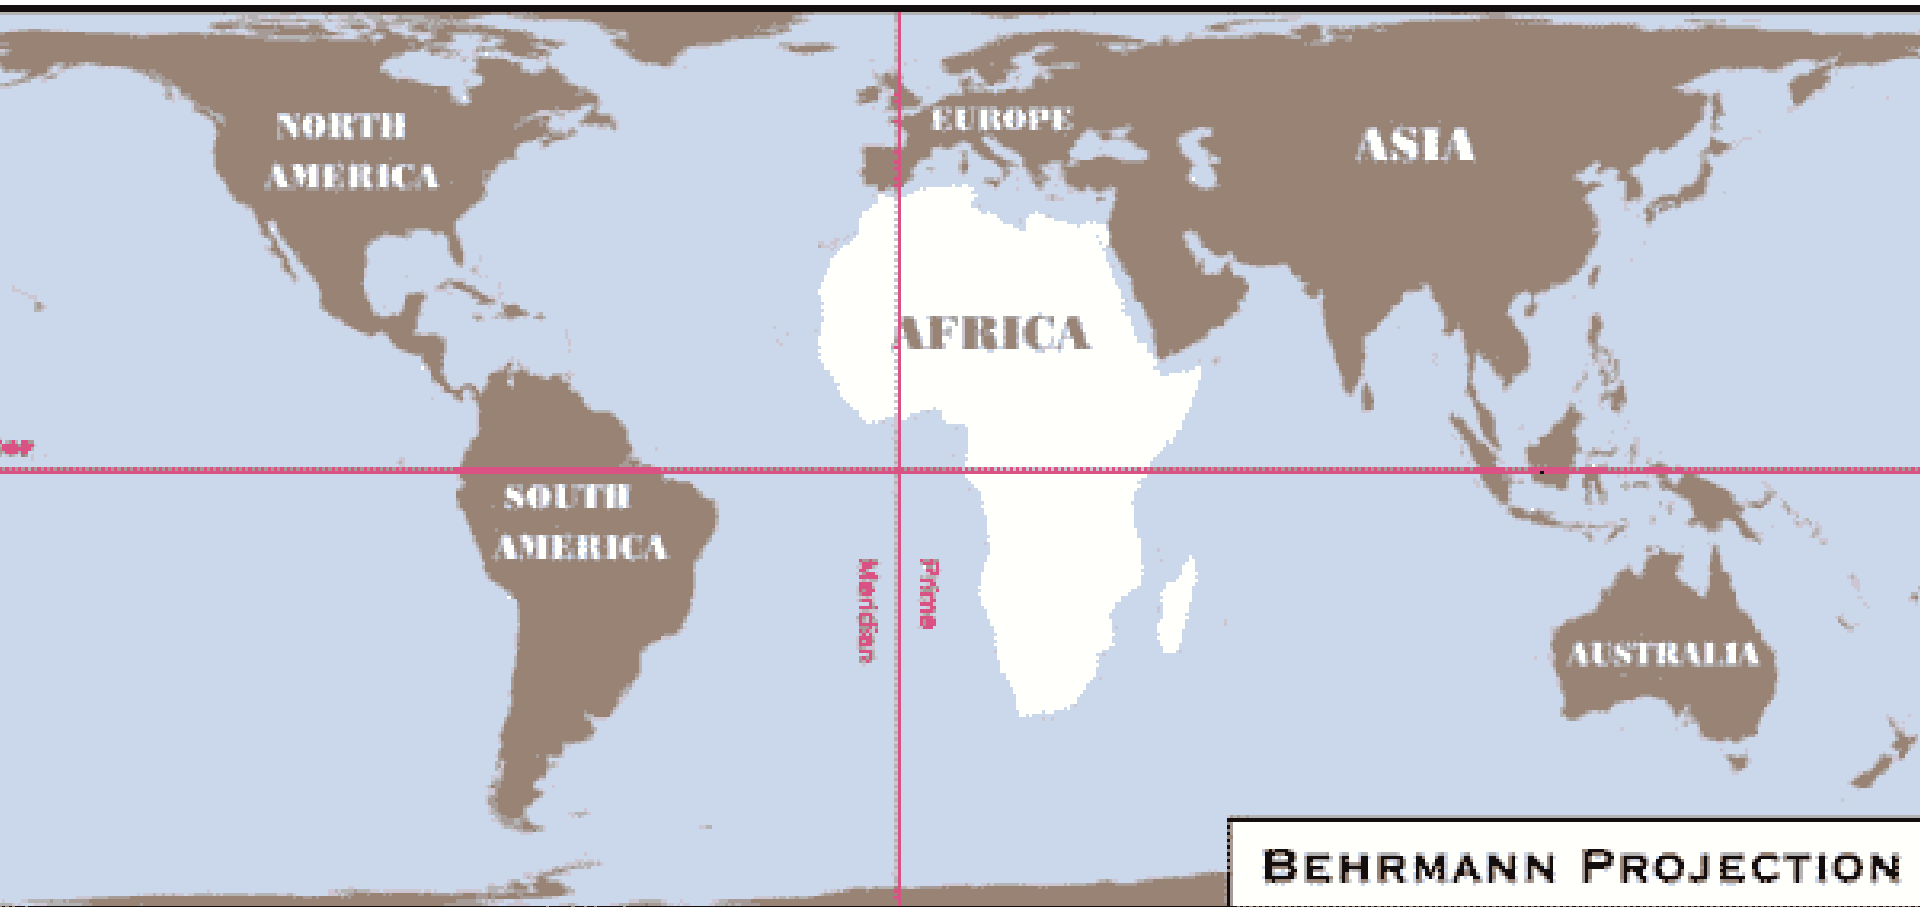 NORTH
AMERICA
EUROPE
ASIA
AFRICA
SOUTH
AMERICA
Prime
Meridian
AUSTRALIA
BEHRMANN PROJECTION